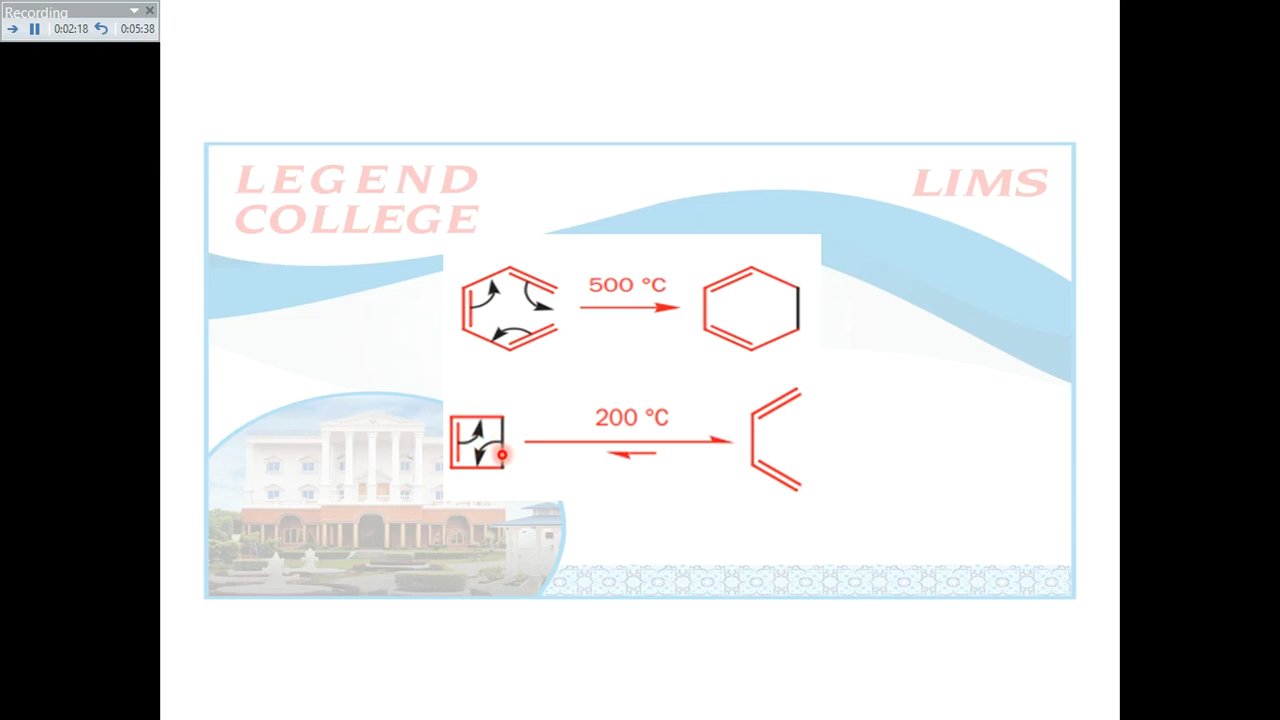 Recording
0:02:18 0:05:38
LEGEND
COLLEGE
LIMS
500 °C
200 °C